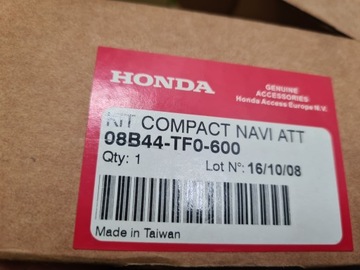 HONDA
GENUINE
ACCESSORIES
Honda Access Europe N.V.
KIT COMPACT NAVI ATT
08B44-TF0-600
Qty: 1
Lot Nº: 16/10/08
Made in Taiwan